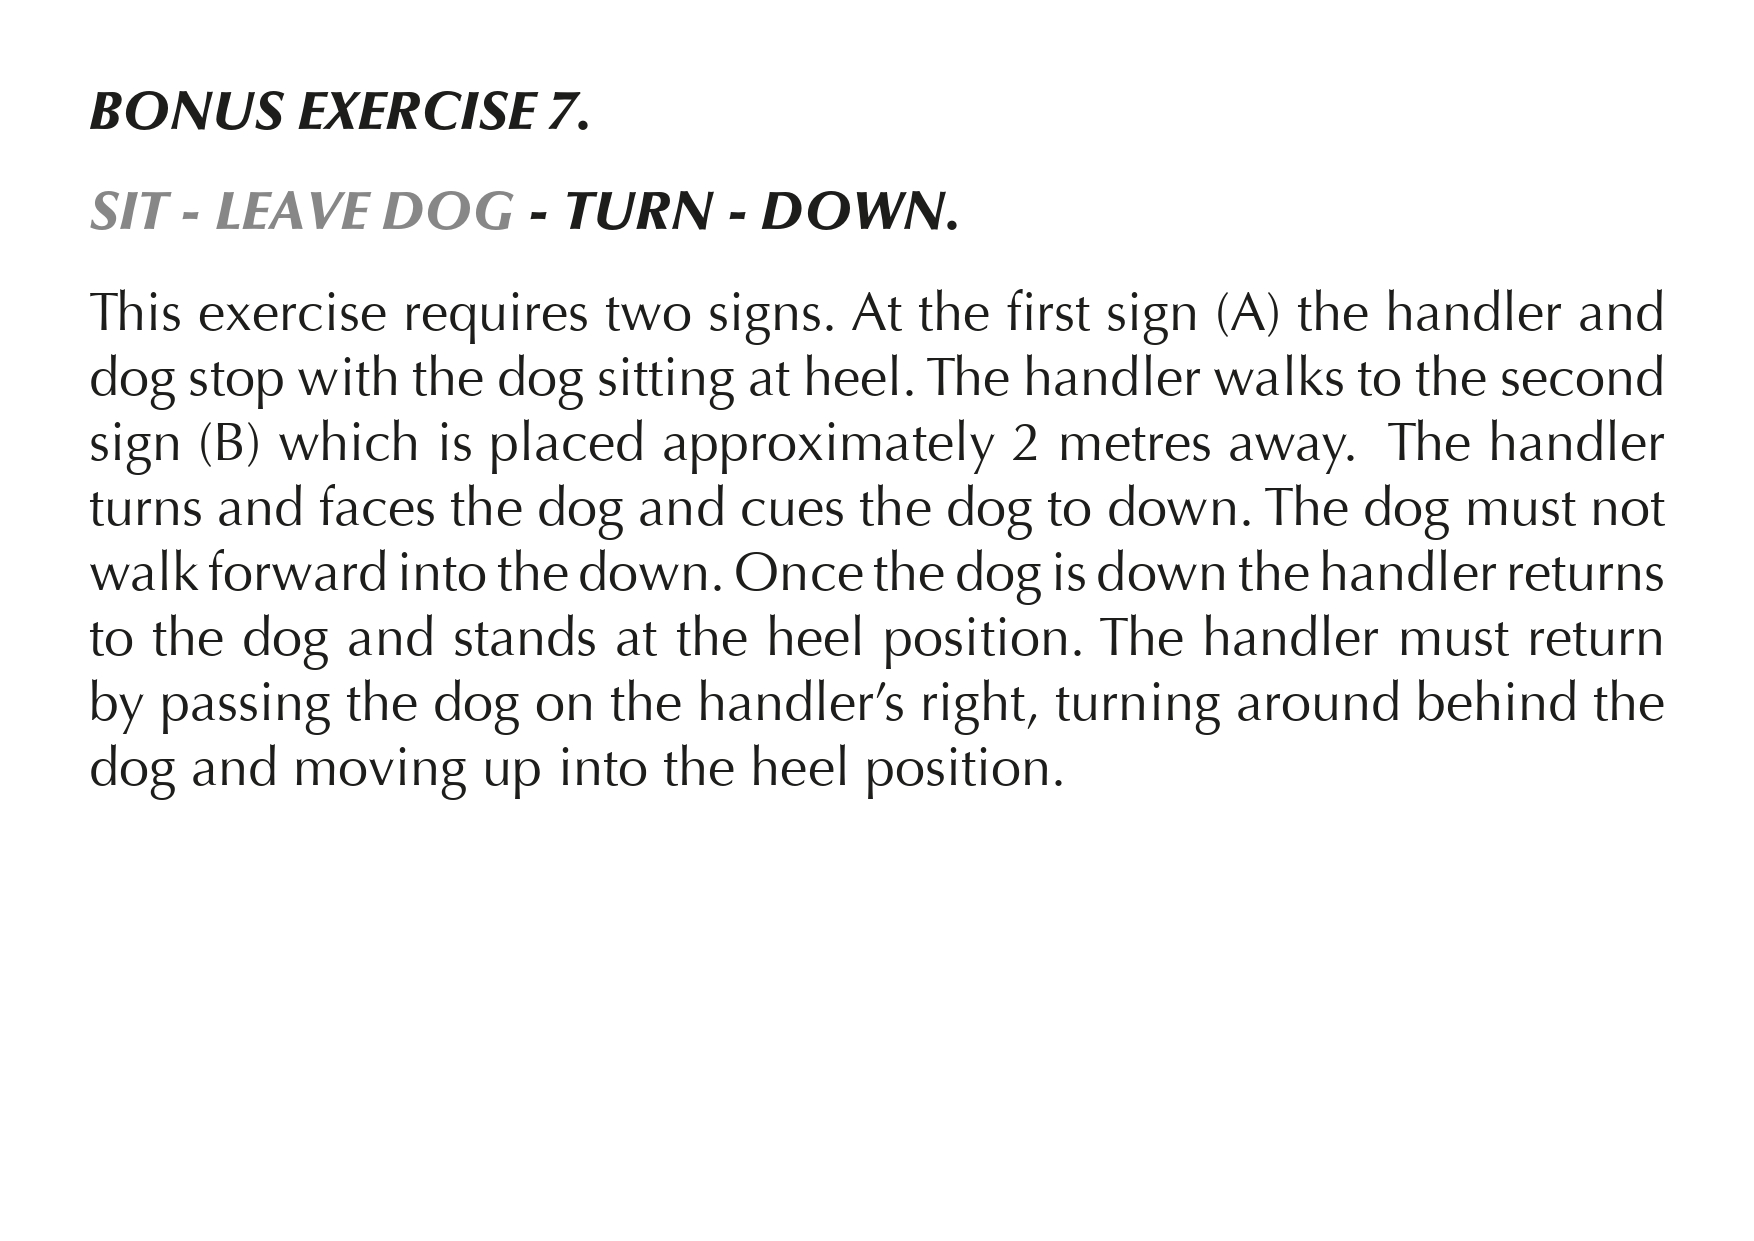 BONUS EXERCISE 7.
SIT - LEAVE DOG - TURN - DOWN.
This exercise requires two signs. At the first sign (A) the handler and
dog stop with the dog sitting at heel. The handler walks to the second
sign (B) which is placed approximately 2 metres away.  The handler
turns and faces the dog and cues the dog to down. The dog must not
walk forward into the down. Once the dog is down the handler returns
to the dog and stands at the heel position. The handler must return
by passing the dog on the handler’s right, turning around behind the
dog and moving up into the heel position.